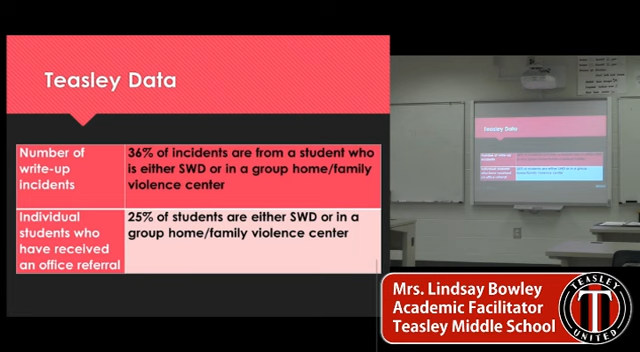 Teasley Data
Number of
write-up
incidents
36% of incidents are from a student who
is either SWD or in a group home/family
violence center
Individual
students who
have received
an office referral
25% of students are either SWD or in a
group home/family violence center
Teasley Data
Mrs. Lindsay Bowley
Academic Facilitator
Teasley Middle School
TEASLEY
T
UNITED